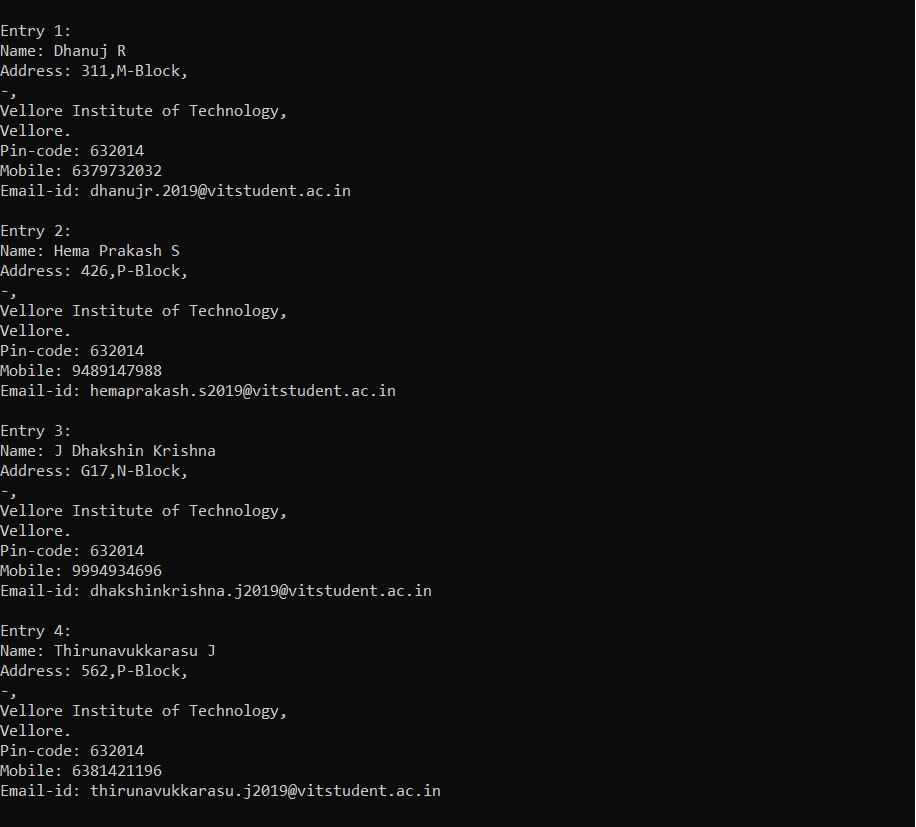 Entry 1:
Name: Dhanuj R
Address: 311,M-Block,
-,
Vellore Institute of Technology,
Vellore.
Pin-code: 632014
Mobile: 6379732032
Email-id: dhanujr.2019@vitstudent.ac.in
Entry 2:
Name: Hema Prakash S
Address: 426,P-Block,
-,
Vellore Institute of Technology,
Vellore.
Pin-code: 632014
Mobile: 9489147988
Email-id: hemaprakash.s2019@vitstudent.ac.in
Entry 3:
Name: J Dhakshin Krishna
Address: G17,N-Block,
-,
Vellore Institute of Technology,
Vellore.
Pin-code: 632014
Mobile: 9994934696
Email-id: dhakshinkrishna.j2019@vitstudent.ac.in
Entry 4:
Name: Thirunavukkarasu J
Address: 562,P-Block,
-,
Vellore Institute of Technology,
Vellore.
Pin-code: 632014
Mobile: 6381421196
Email-id: thirunavukkarasu.j2019@vitstudent.ac.in